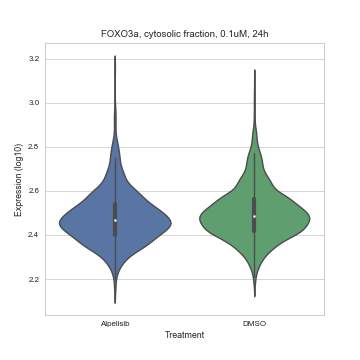 FOXO3a, cytosolic fraction, 0.1uM, 24h
3.2
3.0
2.8
2.6
2.4
2.2
Expression (log10)
Alpelisib
DMSO
Treatment